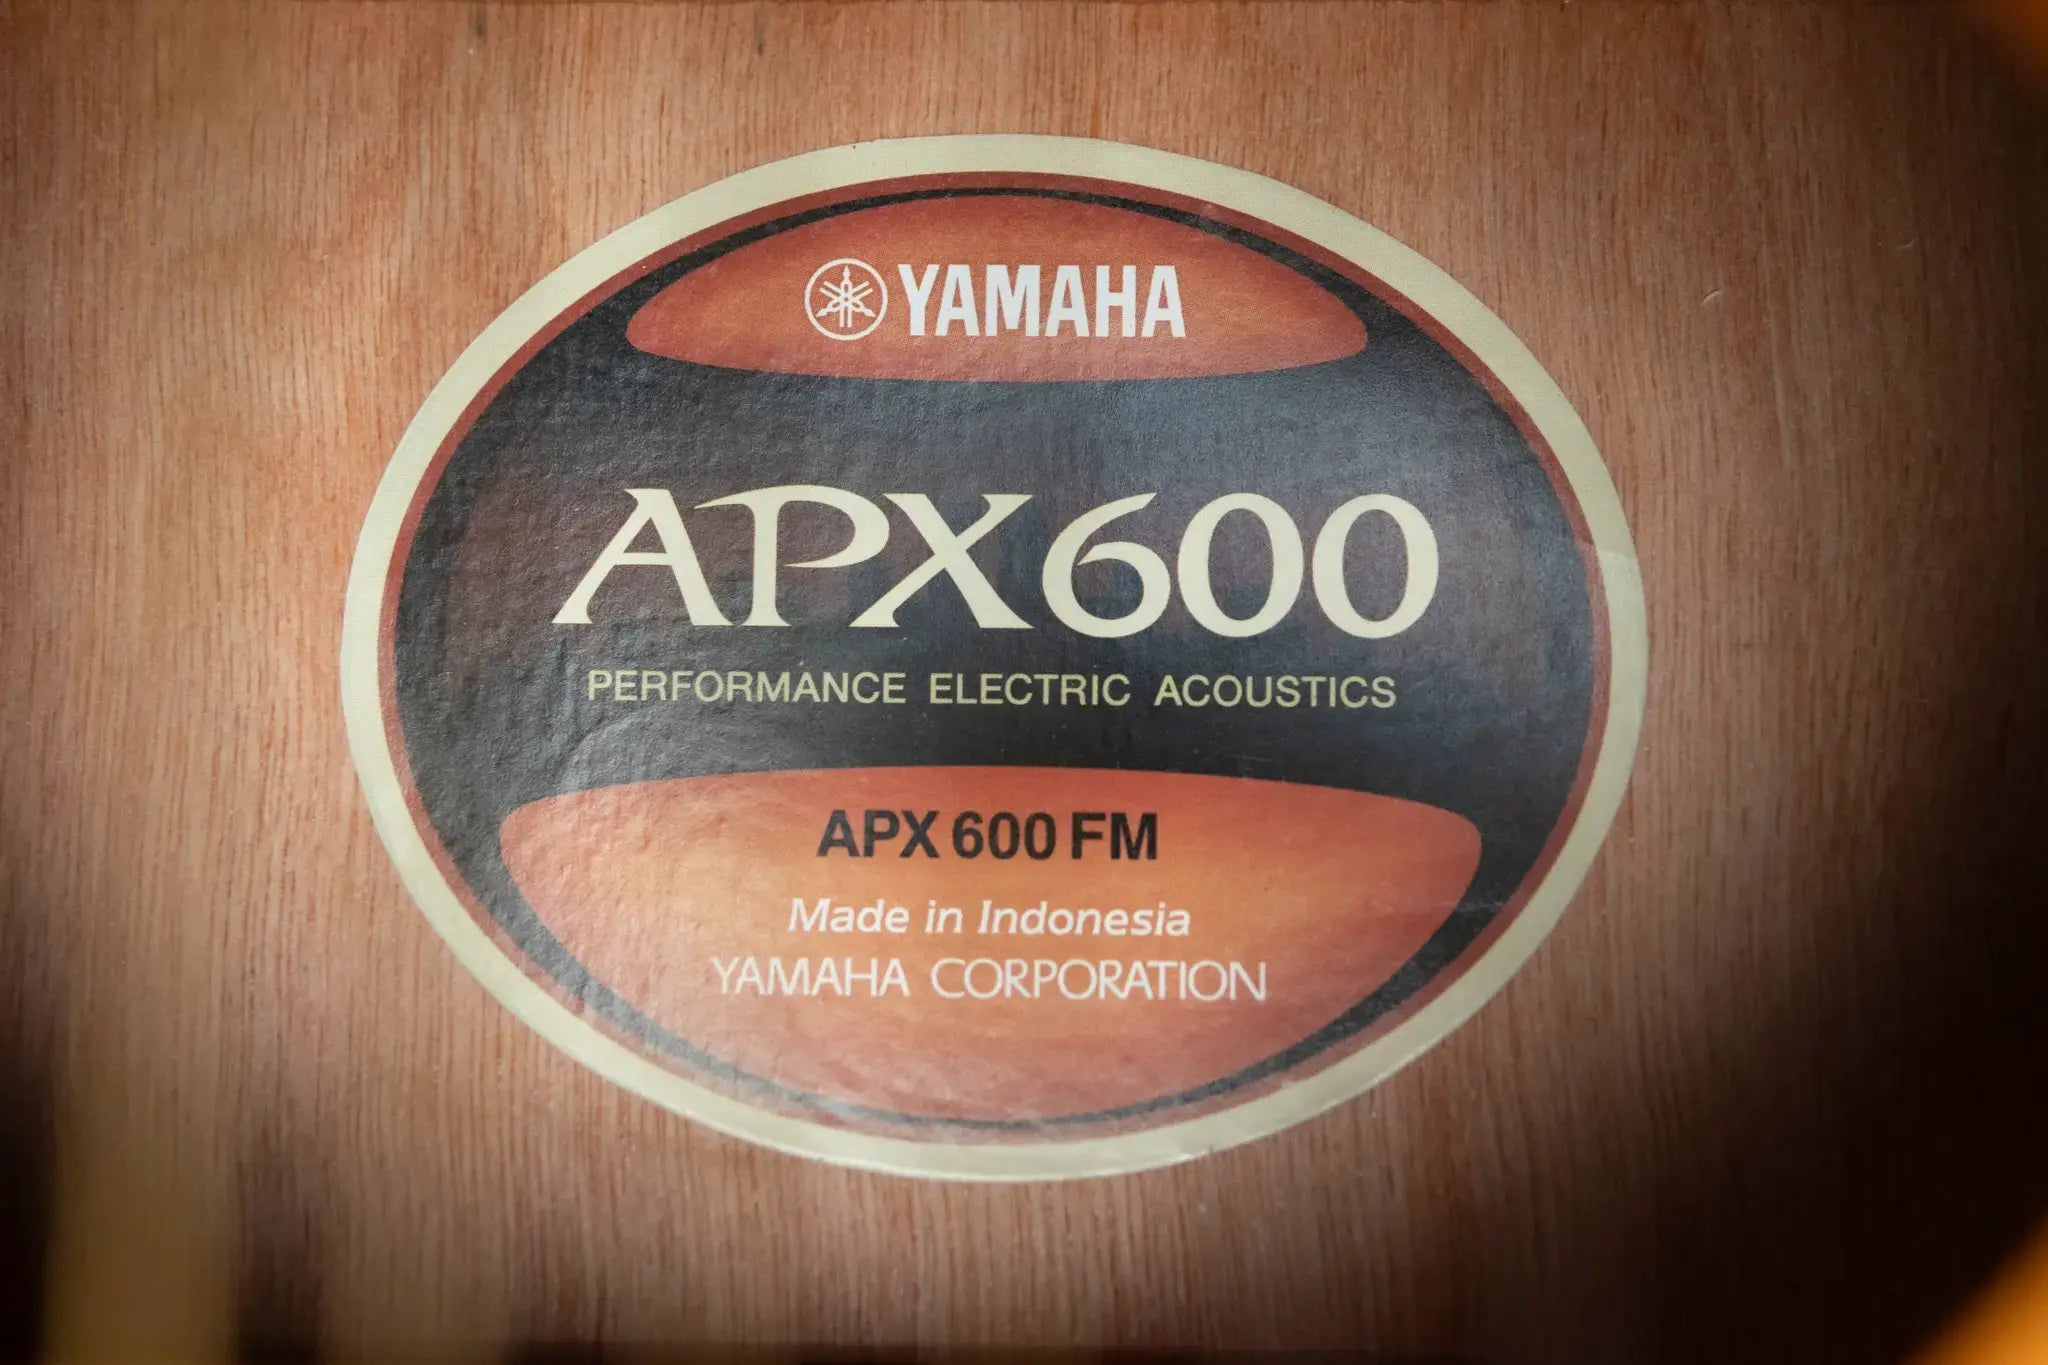 YAMAHA
APX600
PERFORMANCE ELECTRIC ACOUSTICS
APX 600 FM
Made in Indonesia
YAMAHA CORPORATION